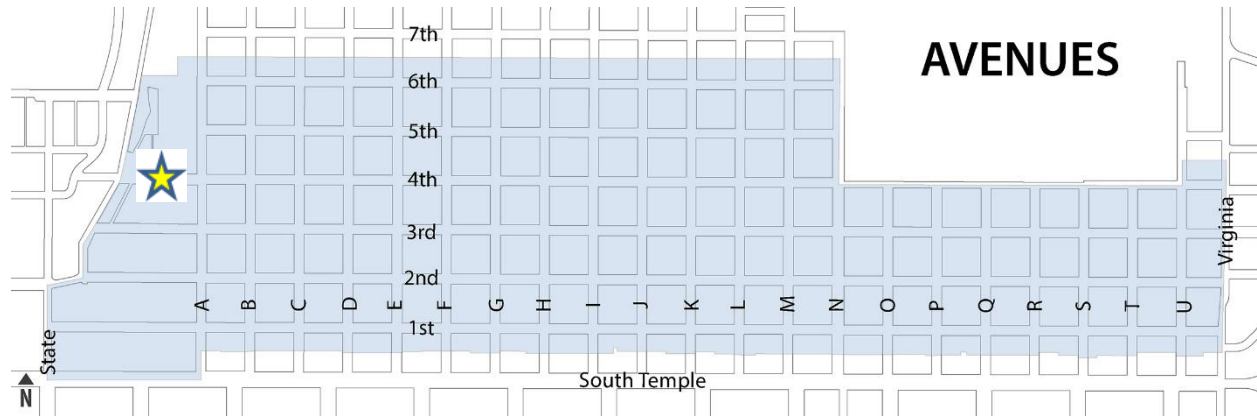 7th
AVENUES
6th
5th
4th
3rd
Virginia
2nd
A B C D E F G H I J K L M N O P Q R S T U
1st
State
South Temple
N